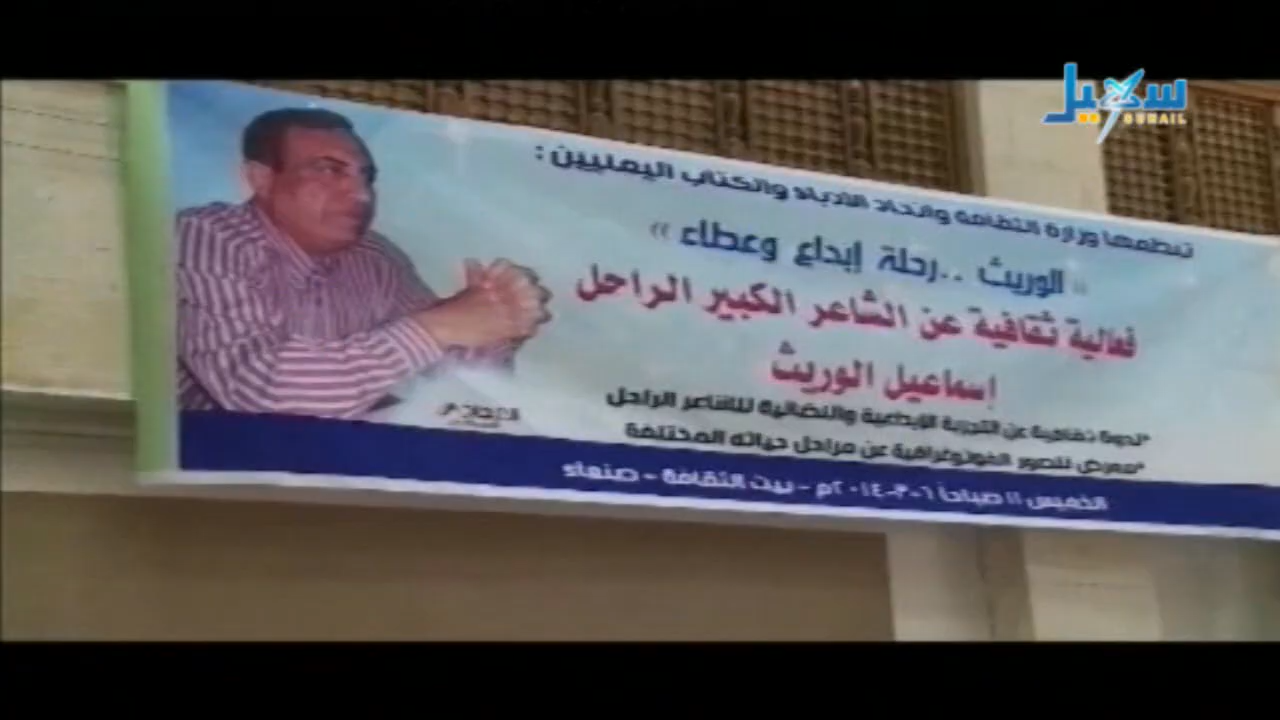 سهيل
SUHAIL
تنظمها وزارة الثقافة واتحاد الأدباء والكتاب اليمنيين :
« الوريث ..رحلة إبداع وعطاء »
فعالية ثقافية عن الشاعر الكبير الراحل
إسماعيل الوريث
*ندوة ثقافية عن التجربة الإبداعية والنضالية للشاعر الراحل
*معرض للصور الفوتوغرافية عن مراحل حياته المختلفة
الخميس ١١ صباحاً ٦-٣-٢٠١٤م - بيت الثقافة - صنعاء